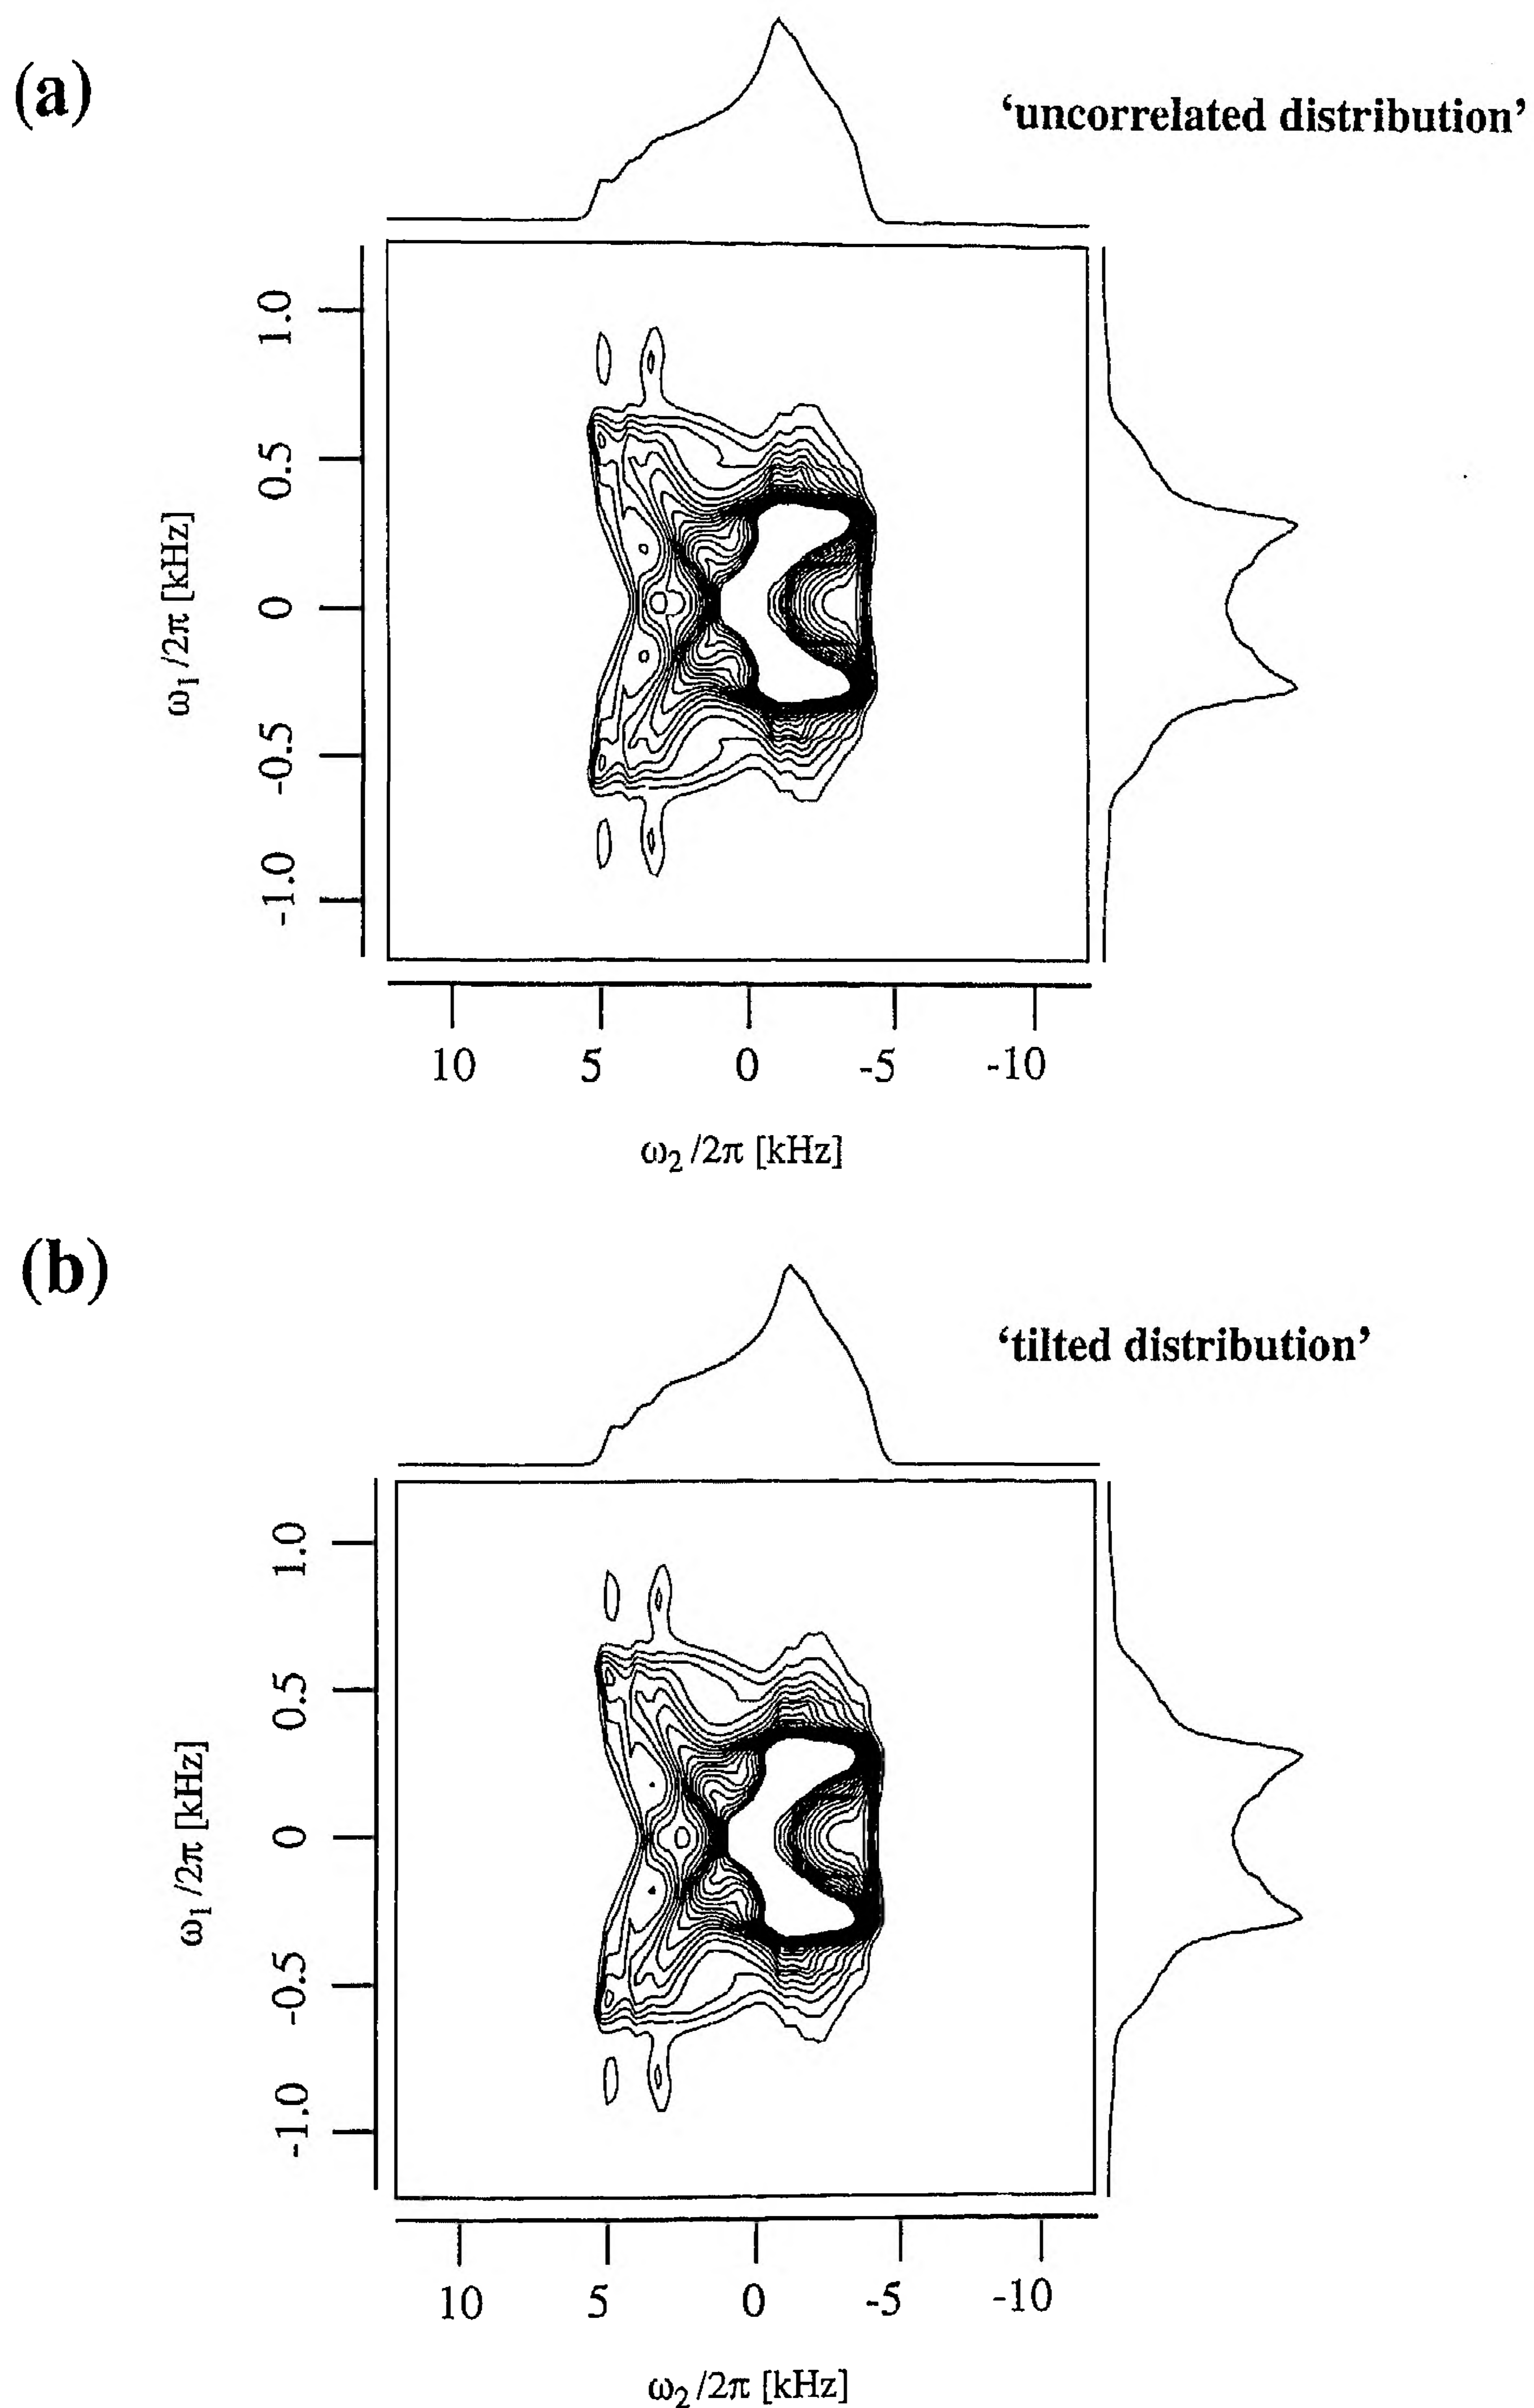 (a)
‘uncorrelated distribution’
1.0
0.5
0
-0.5
-1.0
ω₁/2π [kHz]
10 5 0 -5 -10
ω₂/2π [kHz]
(b)
‘tilted distribution’
1.0
0.5
0
-0.5
-1.0
ω₁/2π [kHz]
10 5 0 -5 -10
ω₂/2π [kHz]